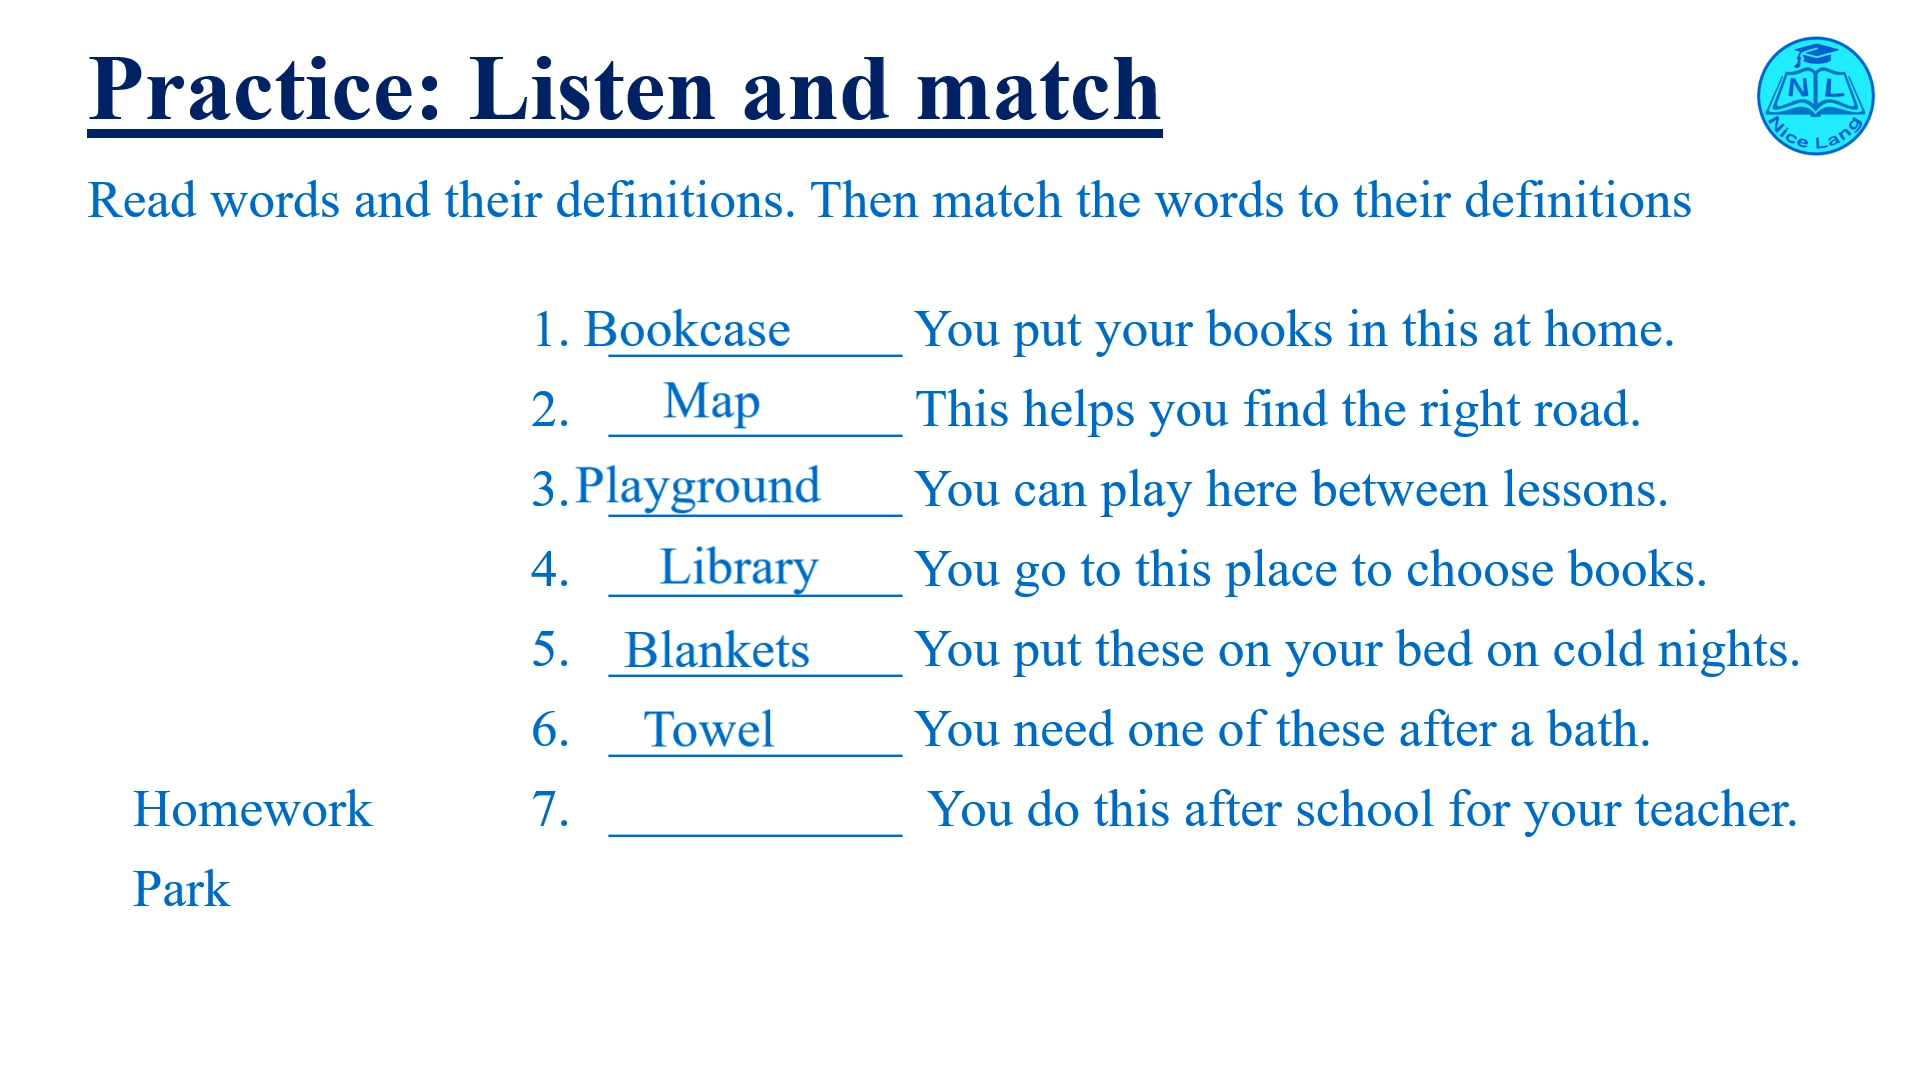 Practice: Listen and match
N L
Nice Lang
Read words and their definitions. Then match the words to their definitions
1. Bookcase You put your books in this at home.
2. Map This helps you find the right road.
3. Playground You can play here between lessons.
4. Library You go to this place to choose books.
5. Blankets You put these on your bed on cold nights.
6. Towel You need one of these after a bath.
Homework 7. ___________ You do this after school for your teacher.
Park